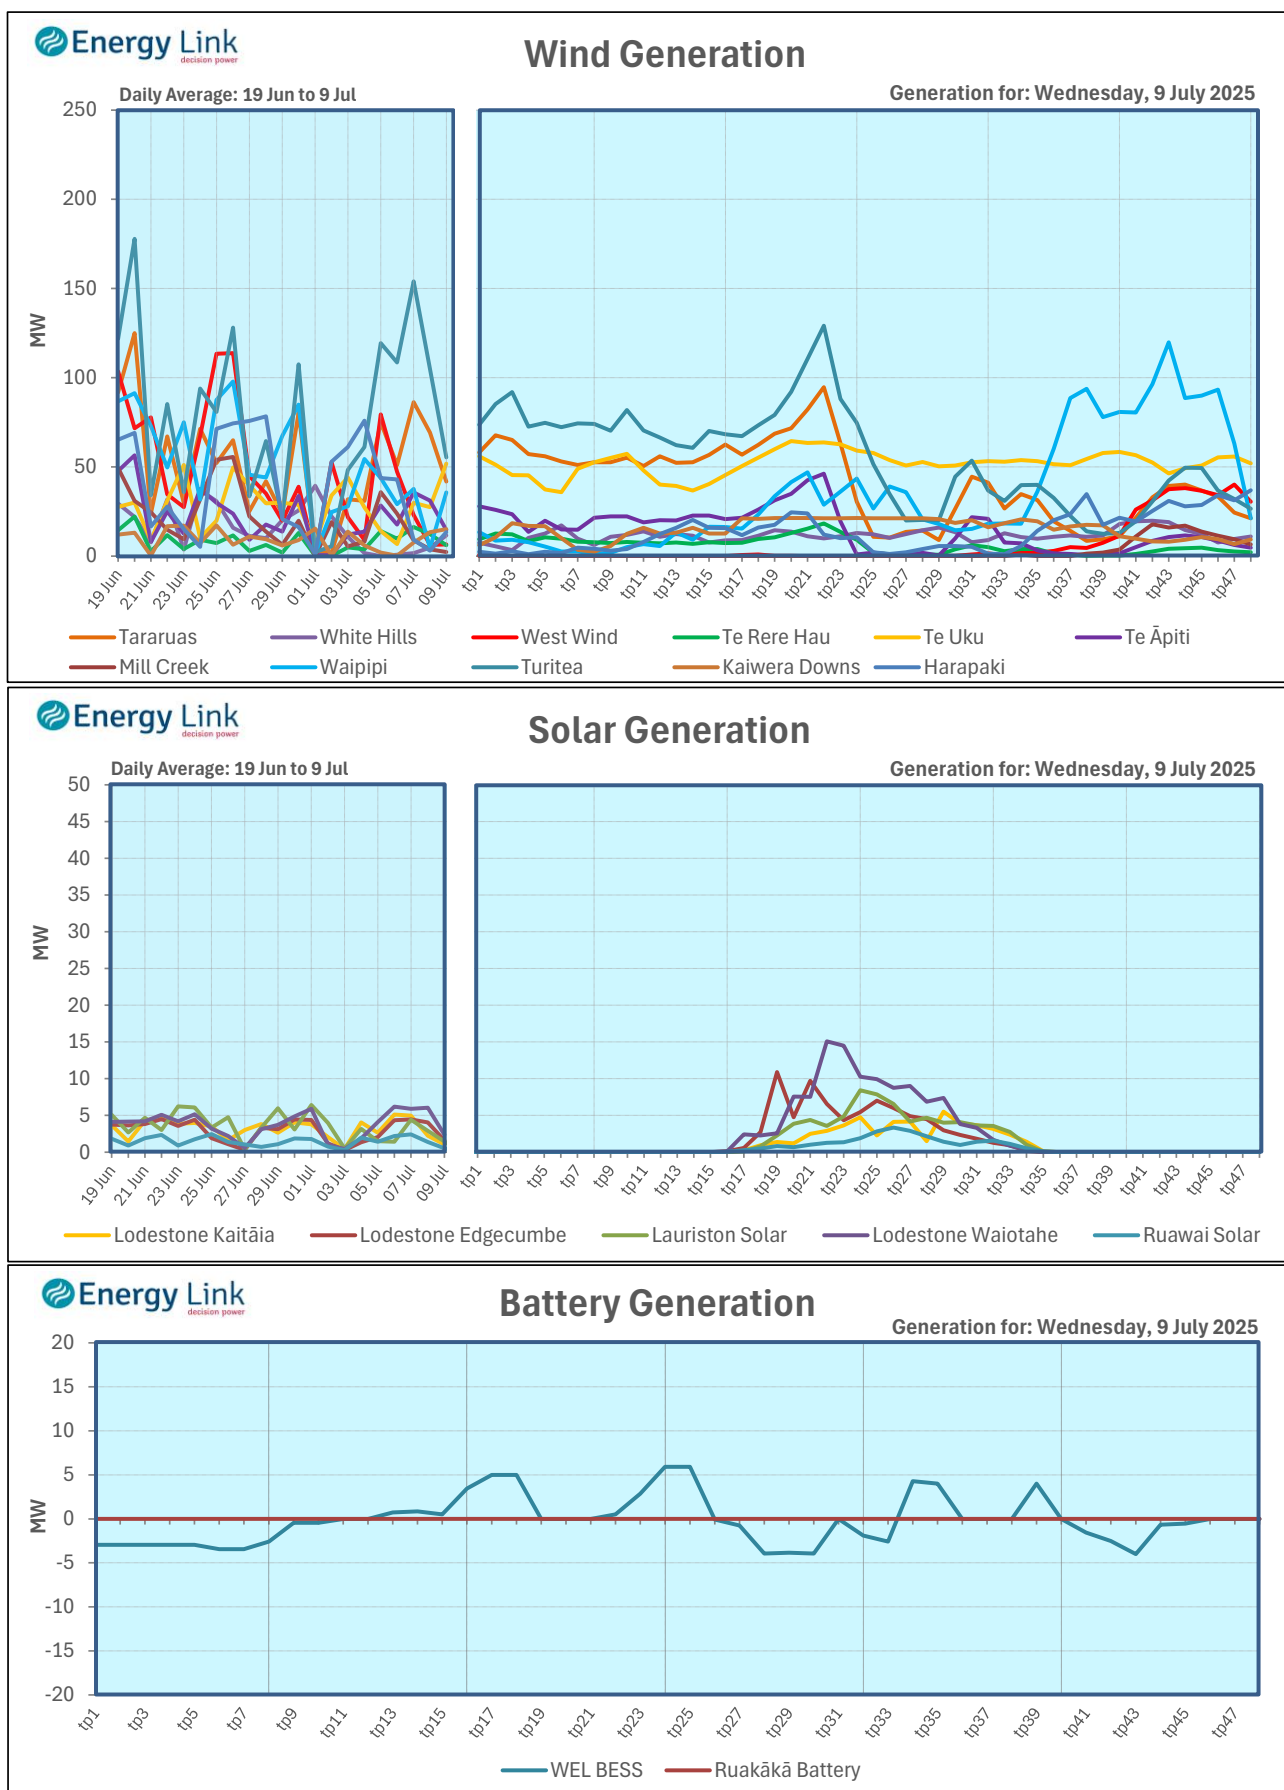 Energy Link
decision power
Wind Generation
Daily Average: 19 Jun to 9 Jul
Generation for: Wednesday, 9 July 2025
250
200
150
100
50
0
MW
19 Jun 21 Jun 23 Jun 25 Jun 27 Jun 29 Jun 01 Jul 03 Jul 05 Jul 07 Jul 09 Jul
tp1 tp3 tp5 tp7 tp9 tp11 tp13 tp15 tp17 tp19 tp21 tp23 tp25 tp27 tp29 tp31 tp33 tp35 tp37 tp39 tp41 tp43 tp45 tp47
Tararuas White Hills West Wind Te Rere Hau Te Uku Te Āpiti
Mill Creek Waipipi Turitea Kaiwera Downs Harapaki
Energy Link
decision power
Solar Generation
Daily Average: 19 Jun to 9 Jul
Generation for: Wednesday, 9 July 2025
50
45
40
35
30
25
20
15
10
5
0
MW
19 Jun 21 Jun 23 Jun 25 Jun 27 Jun 29 Jun 01 Jul 03 Jul 05 Jul 07 Jul 09 Jul
tp1 tp3 tp5 tp7 tp9 tp11 tp13 tp15 tp17 tp19 tp21 tp23 tp25 tp27 tp29 tp31 tp33 tp35 tp37 tp39 tp41 tp43 tp45 tp47
Lodestone Kaitāia Lodestone Edgecumbe Lauriston Solar Lodestone Waiotahe Ruawai Solar
Energy Link
decision power
Battery Generation
Generation for: Wednesday, 9 July 2025
20
15
10
5
0
-5
-10
-15
-20
MW
tp1 tp3 tp5 tp7 tp9 tp11 tp13 tp15 tp17 tp19 tp21 tp23 tp25 tp27 tp29 tp31 tp33 tp35 tp37 tp39 tp41 tp43 tp45 tp47
WEL BESS Ruakākā Battery